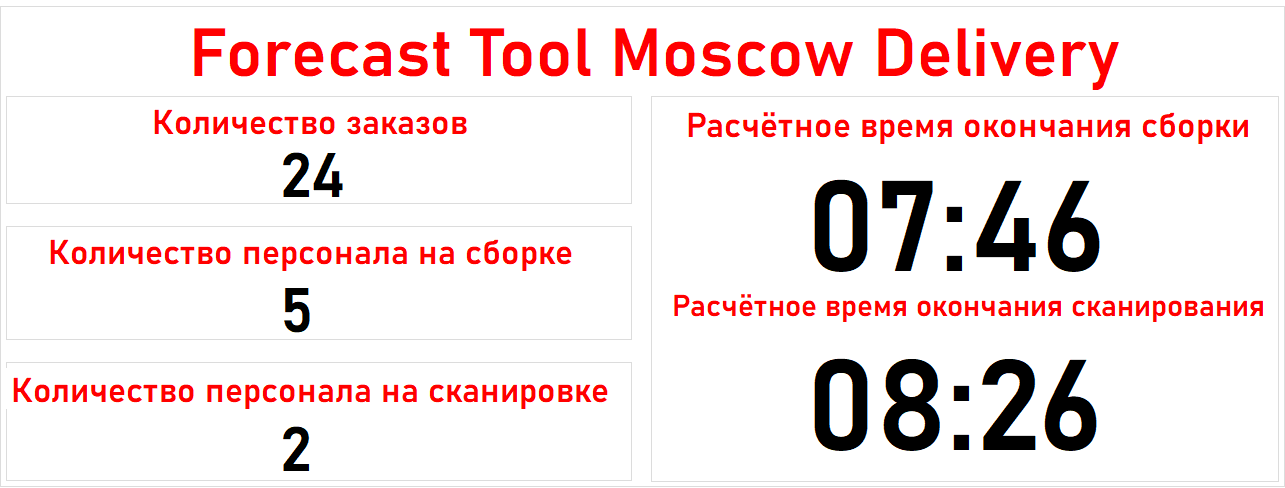 Forecast Tool Moscow Delivery
Количество заказов
24
Количество персонала на сборке
5
Количество персонала на сканировке
2
Расчётное время окончания сборки
07:46
Расчётное время окончания сканирования
08:26